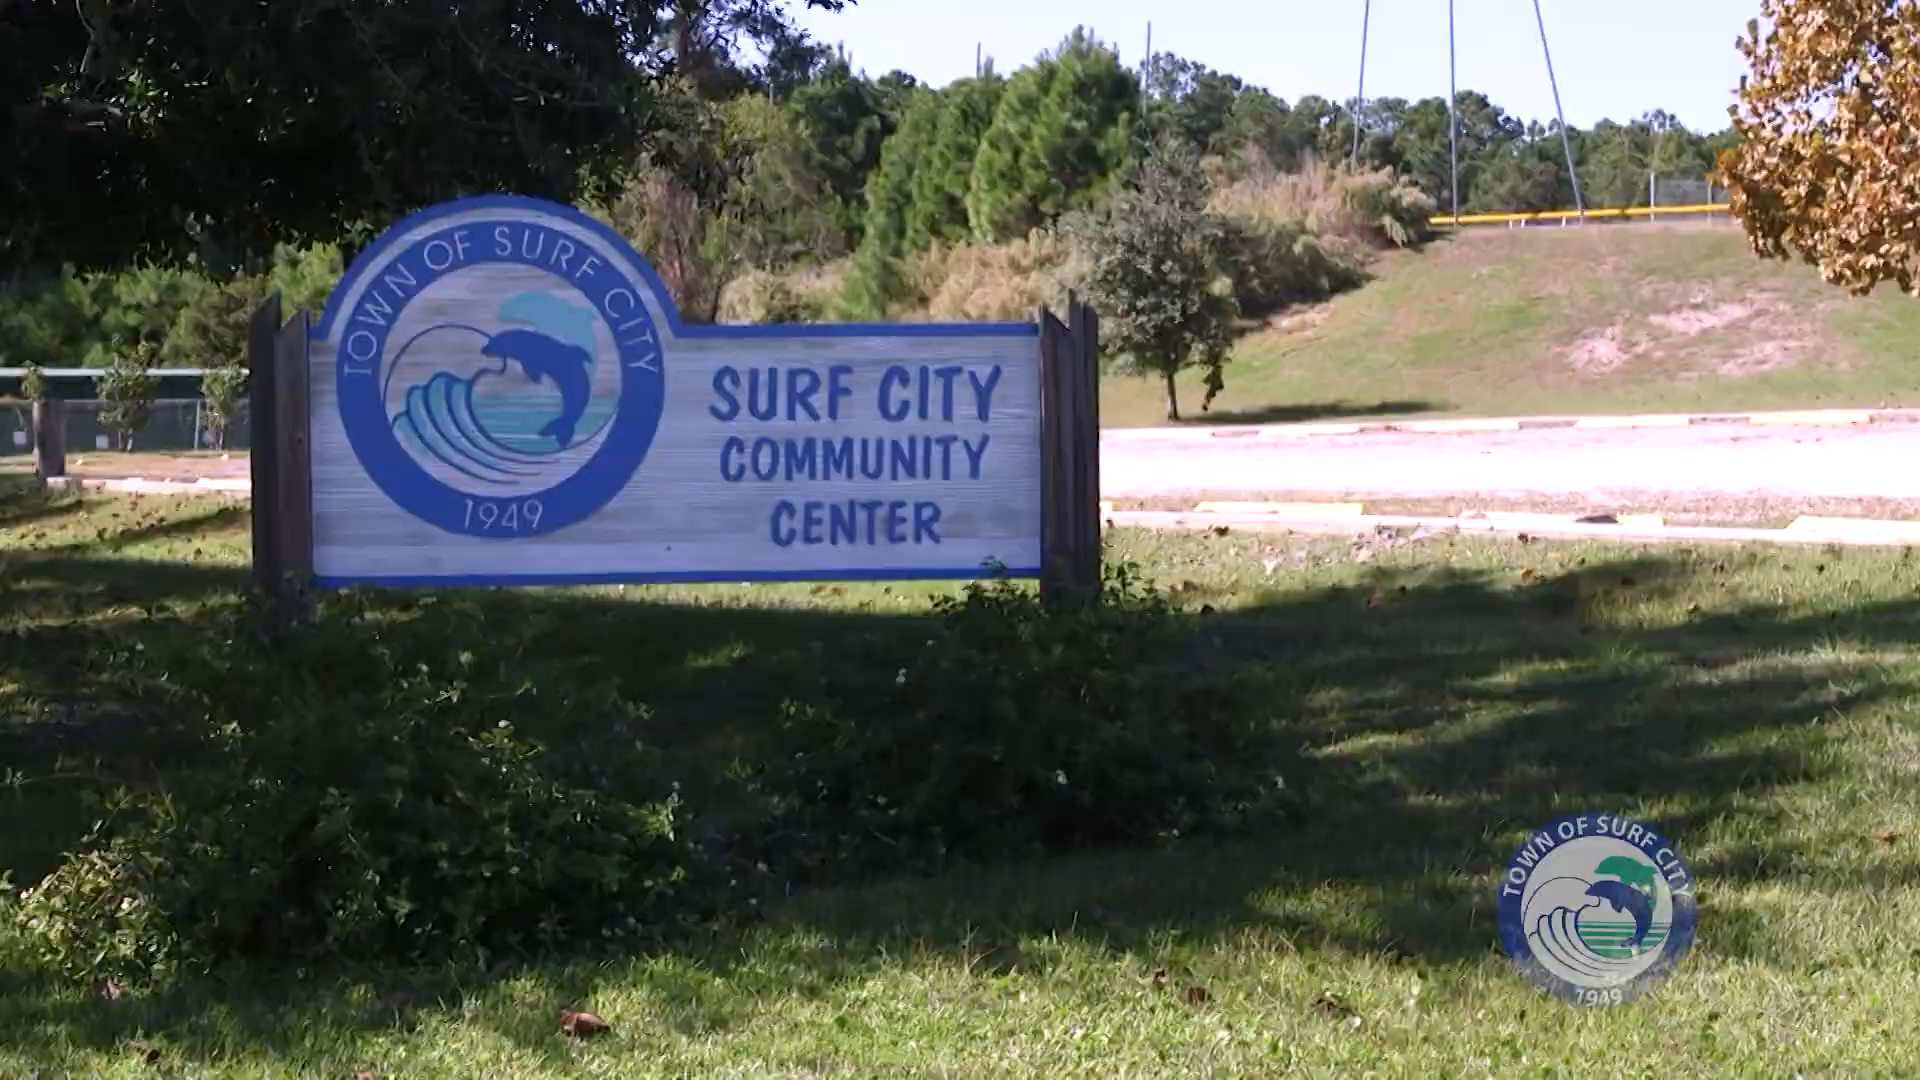 TOWN OF SURF CITY
1949
SURF CITY
COMMUNITY
CENTER
TOWN OF SURF CITY
1949